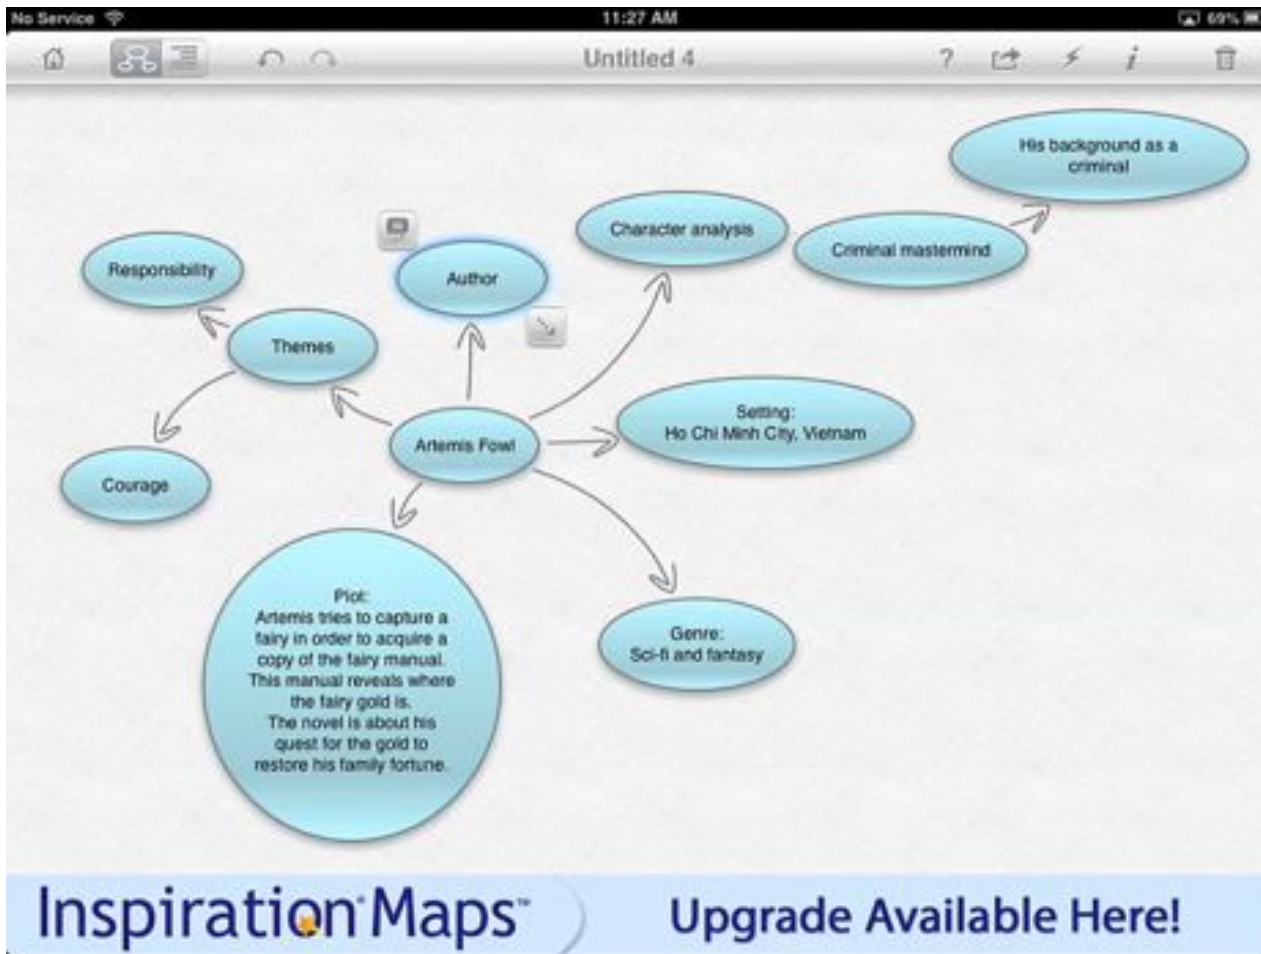 No Service
11:27 AM
69%
Untitled 4
?
i
His background as a
criminal
Character analysis
Criminal mastermind
Responsibility
Author
Themes
Setting:
Ho Chi Minh City, Vietnam
Artemis Fowl
Courage
Plot:
Artemis tries to capture a
fairy in order to acquire a
copy of the fairy manual.
This manual reveals where
the fairy gold is.
The novel is about his
quest for the gold to
restore his family fortune.
Genre:
Sci-fi and fantasy
Inspiration® Maps™
Upgrade Available Here!